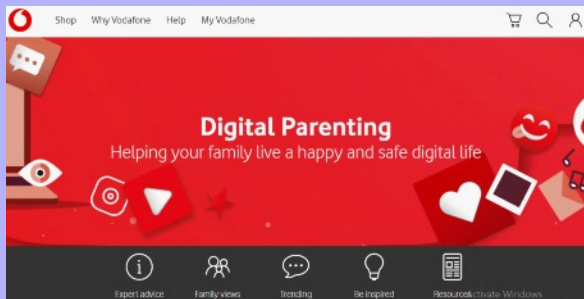 Shop Why Vodafone Help My Vodafone
Digital Parenting
Helping your family live a happy and safe digital life
Expert advice Family views Trending Be inspired Resources Activate Windows